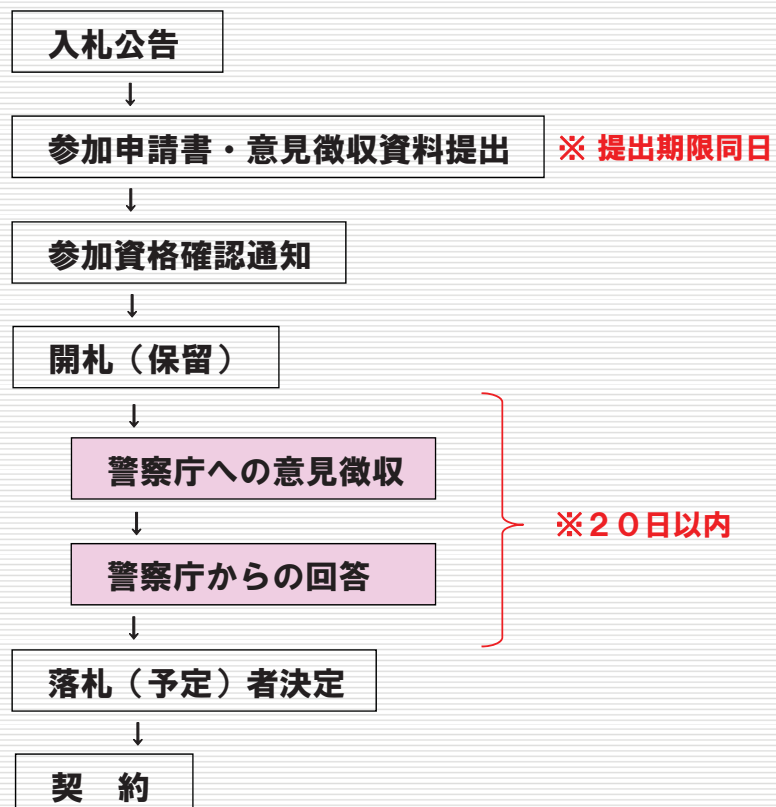 入札公告
↓
参加申請書・意見徴収資料提出 ※ 提出期限同日
↓
参加資格確認通知
↓
開札（保留）
↓
警察庁への意見徴収
↓
※２０日以内
警察庁からの回答
↓
落札（予定）者決定
↓
契　約